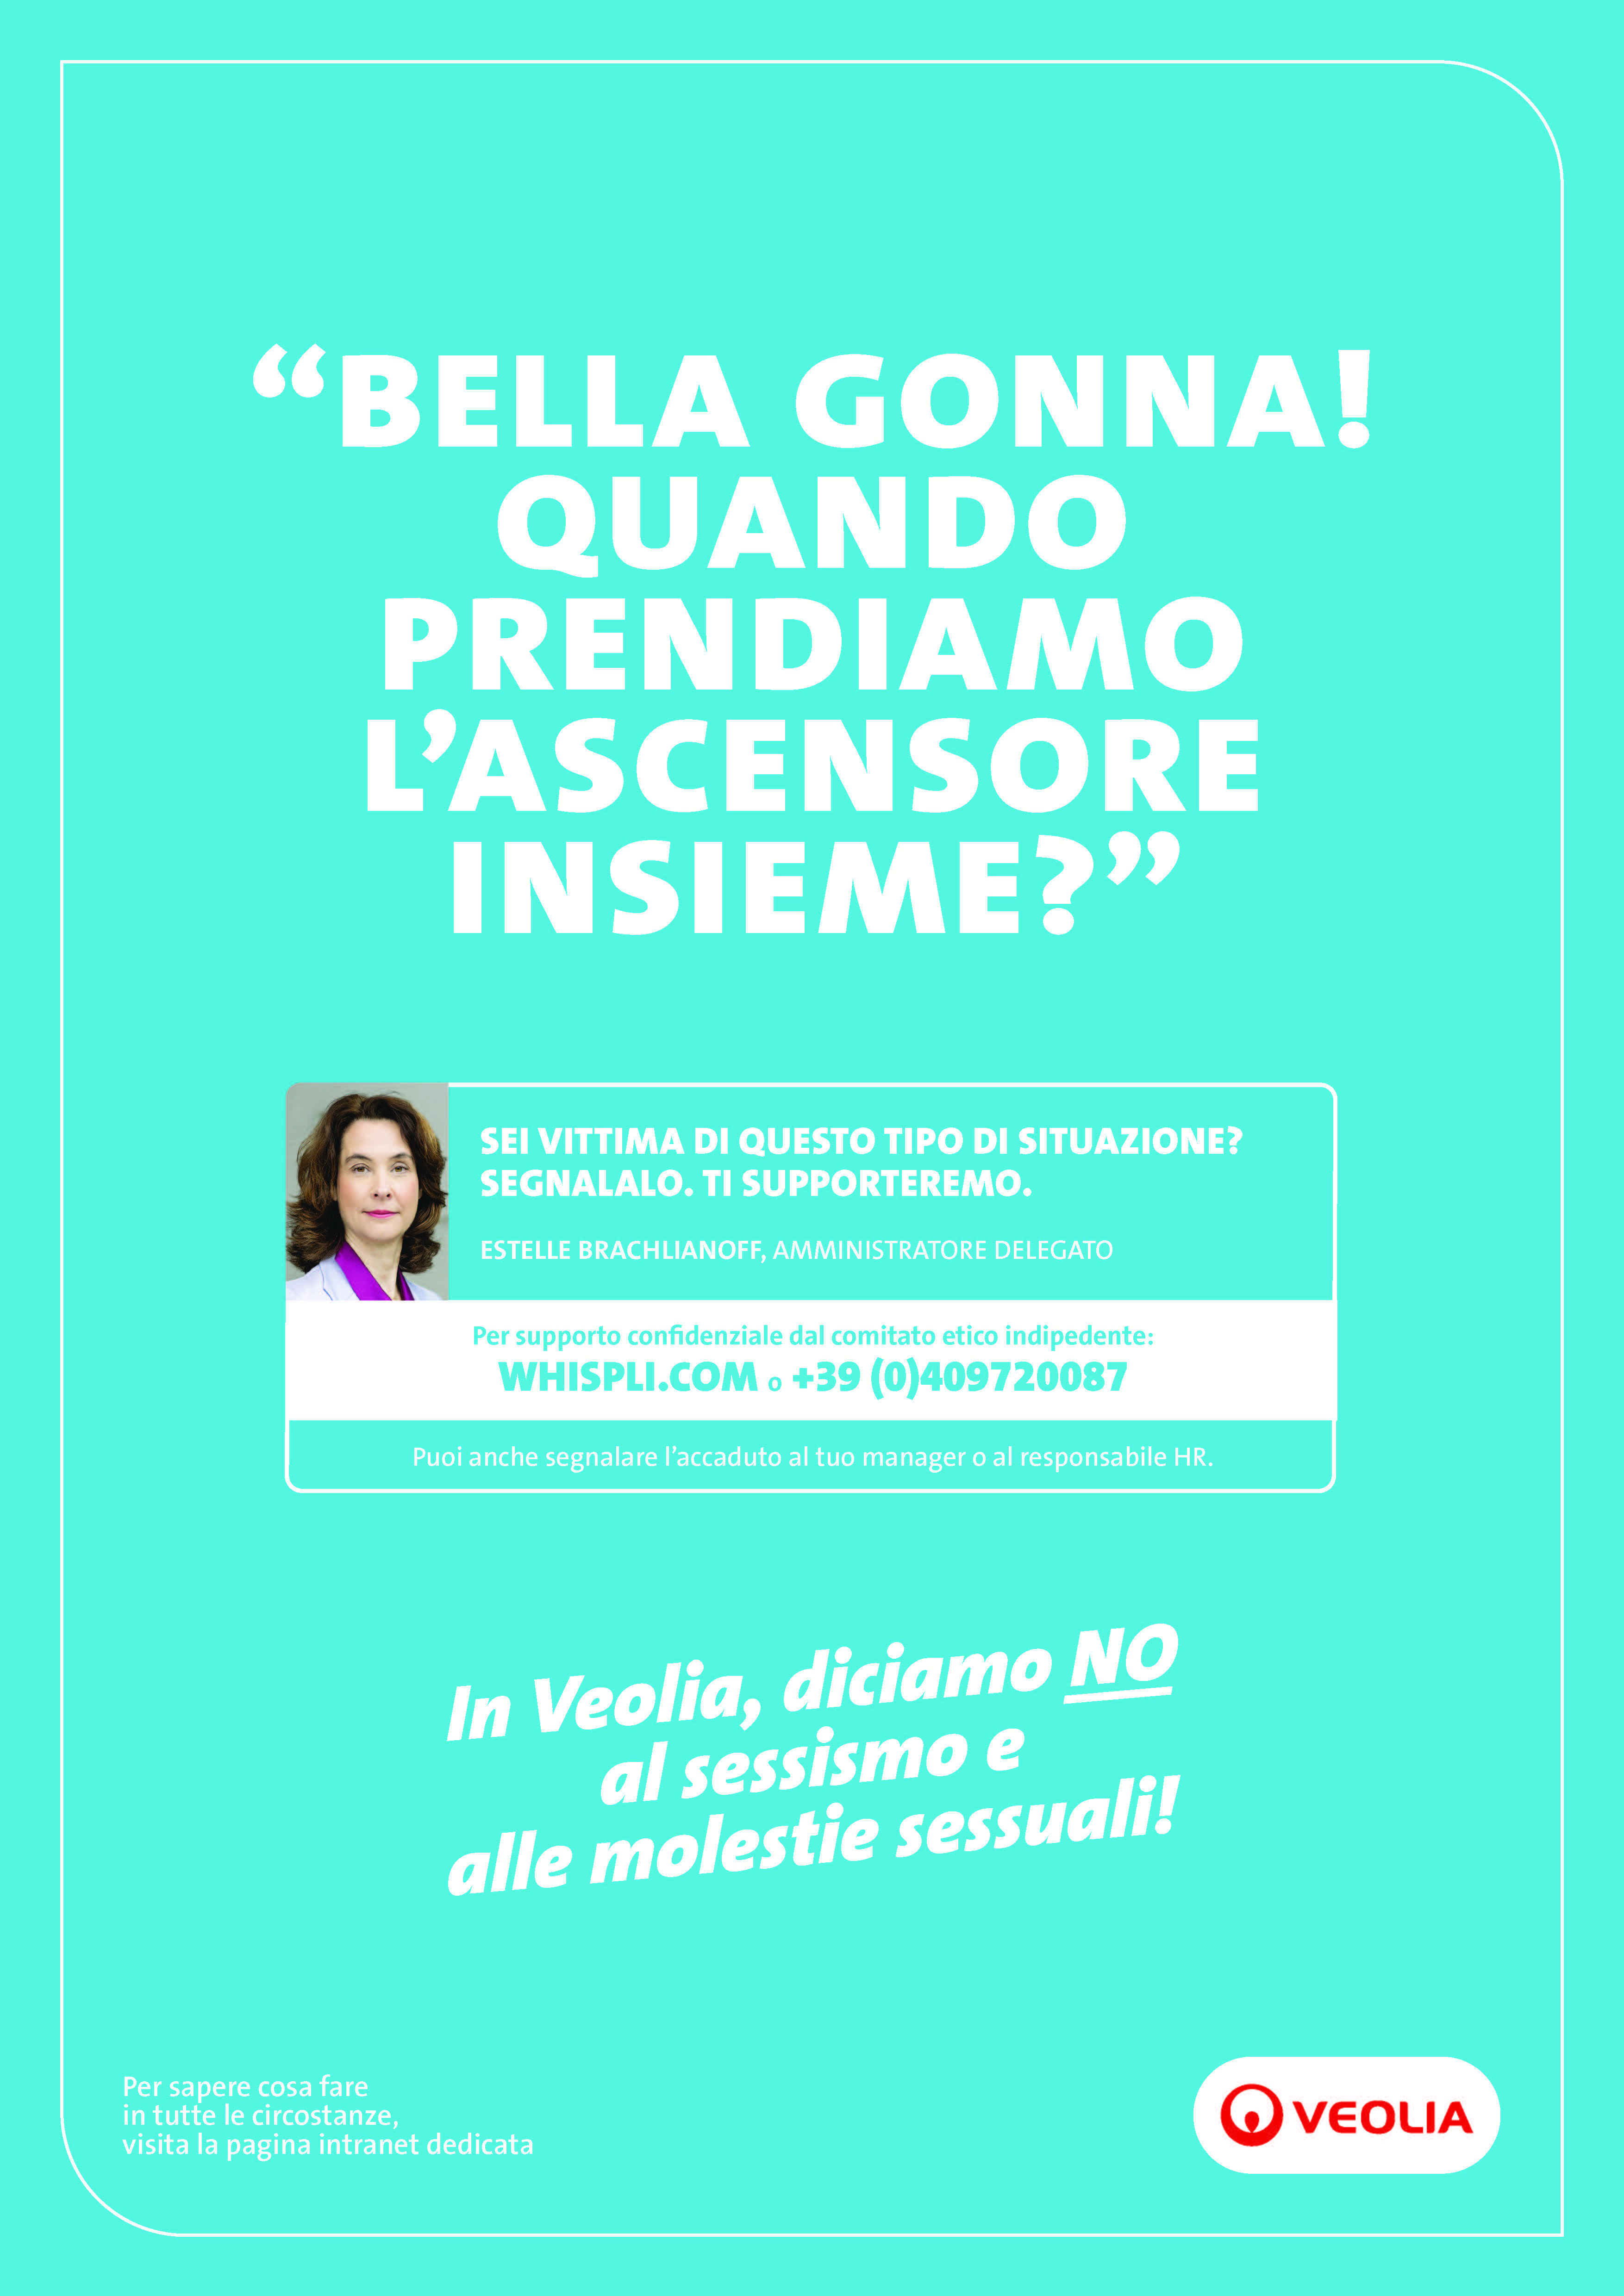 “BELLA GONNA!
QUANDO
PRENDIAMO
L’ASCENSORE
INSIEME?”
SEI VITTIMA DI QUESTO TIPO DI SITUAZIONE?
SEGNALALO. TI SUPPORTEREMO.
ESTELLE BRACHLIANOFF, AMMINISTRATORE DELEGATO
Per supporto confidenziale dal comitato etico indipedente:
WHISPLI.COM o +39 (0)409720087
Puoi anche segnalare l’accaduto al tuo manager o al responsabile HR.
In Veolia, diciamo NO
al sessismo e
alle molestie sessuali!
Per sapere cosa fare
in tutte le circostanze,
visita la pagina intranet dedicata
VEOLIA